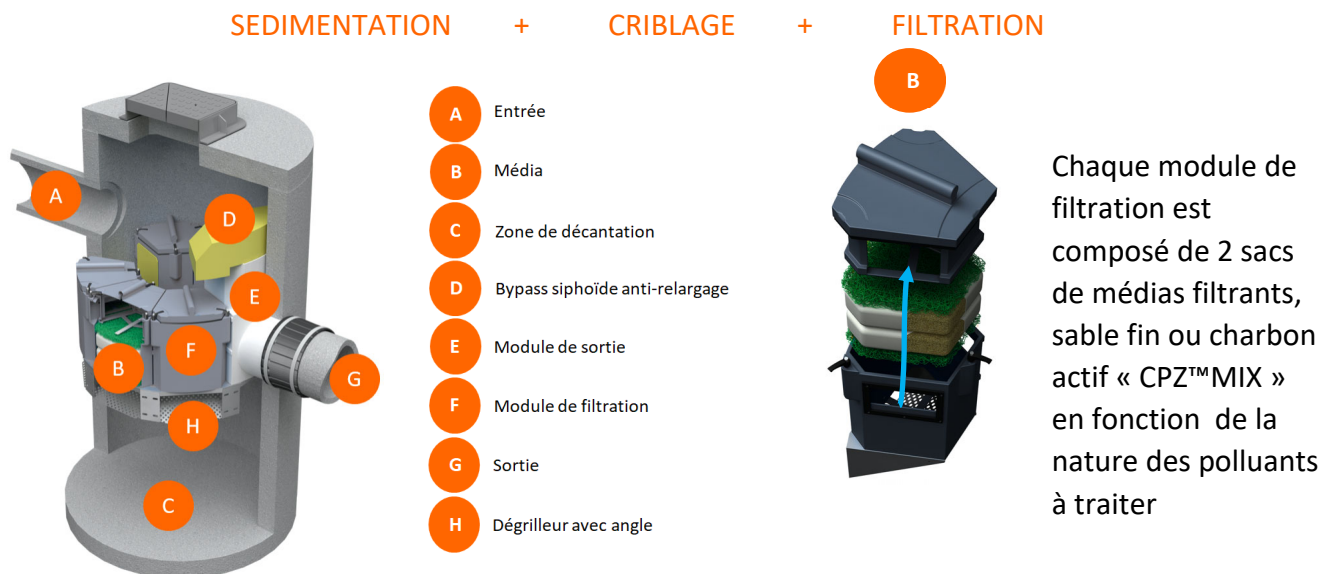 SEDIMENTATION + CRIBLAGE + FILTRATION
B
A Entrée
B Média
C Zone de décantation
D Bypass siphoïde anti-relargage
E Module de sortie
F Module de filtration
G Sortie
H Dégrilleur avec angle
A
D
E
B
F
G
H
C
Chaque module de
filtration est
composé de 2 sacs
de médias filtrants,
sable fin ou charbon
actif « CPZ™MIX »
en fonction de la
nature des polluants
à traiter